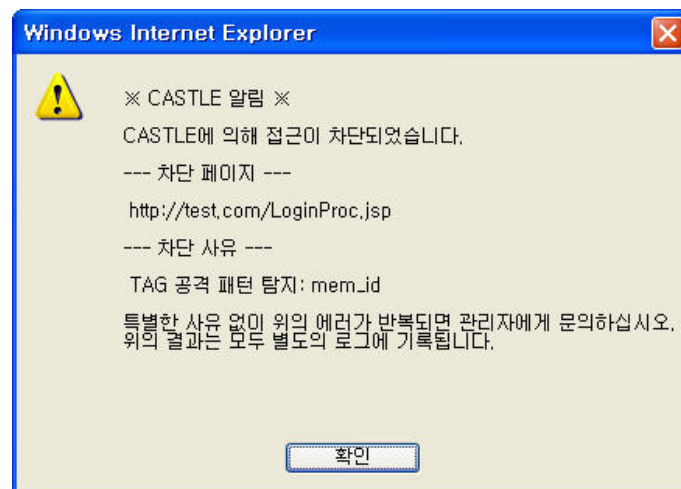 Windows Internet Explorer
※ CASTLE 알림 ※
CASTLE에 의해 접근이 차단되었습니다.
--- 차단 페이지 ---
http://test.com/LoginProc.jsp
--- 차단 사유 ---
TAG 공격 패턴 탐지: mem_id
특별한 사유 없이 위의 에러가 반복되면 관리자에게 문의하십시오.
위의 결과는 모두 별도의 로그에 기록됩니다.
확인